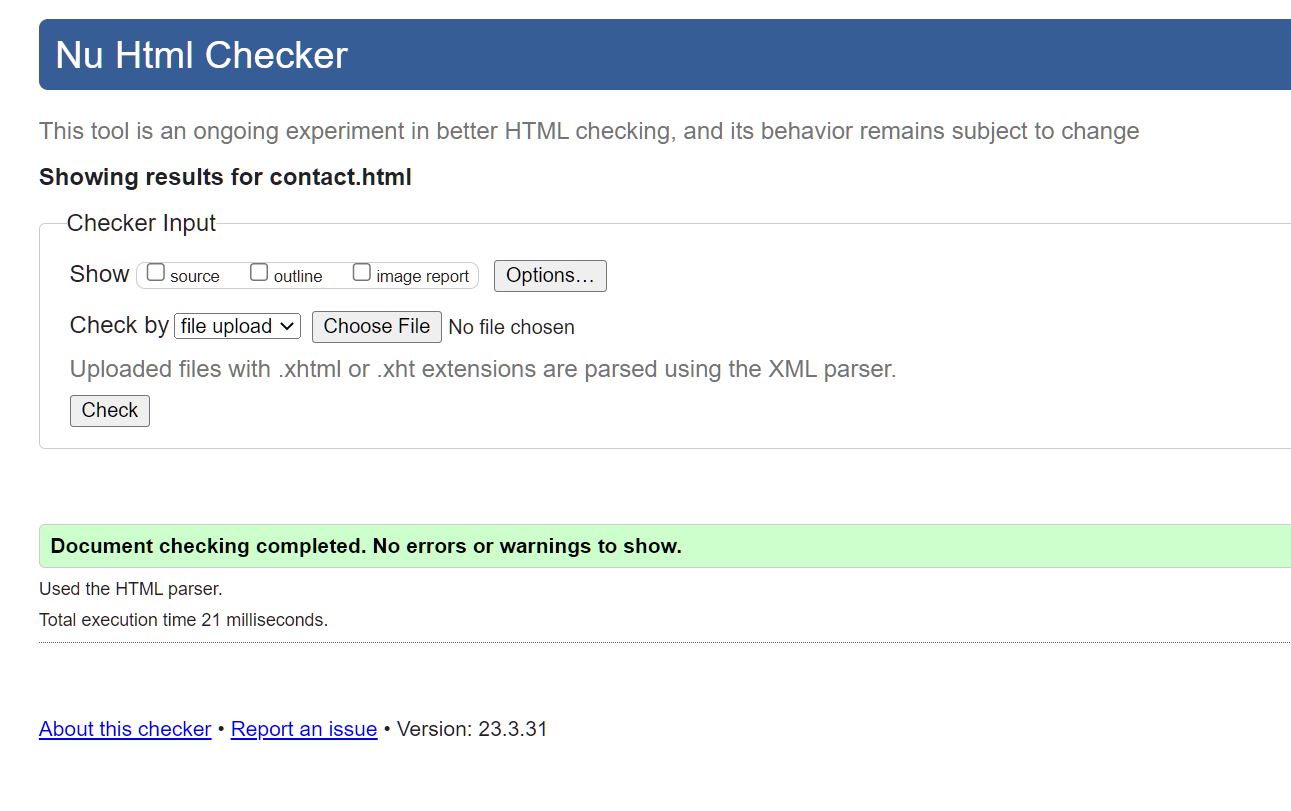 Nu Html Checker
This tool is an ongoing experiment in better HTML checking, and its behavior remains subject to change
Showing results for contact.html
Checker Input
Show source outline image report Options…
Check by file upload Choose File No file chosen
Uploaded files with .xhtml or .xht extensions are parsed using the XML parser.
Check
Document checking completed. No errors or warnings to show.
Used the HTML parser.
Total execution time 21 milliseconds.
About this checker • Report an issue • Version: 23.3.31